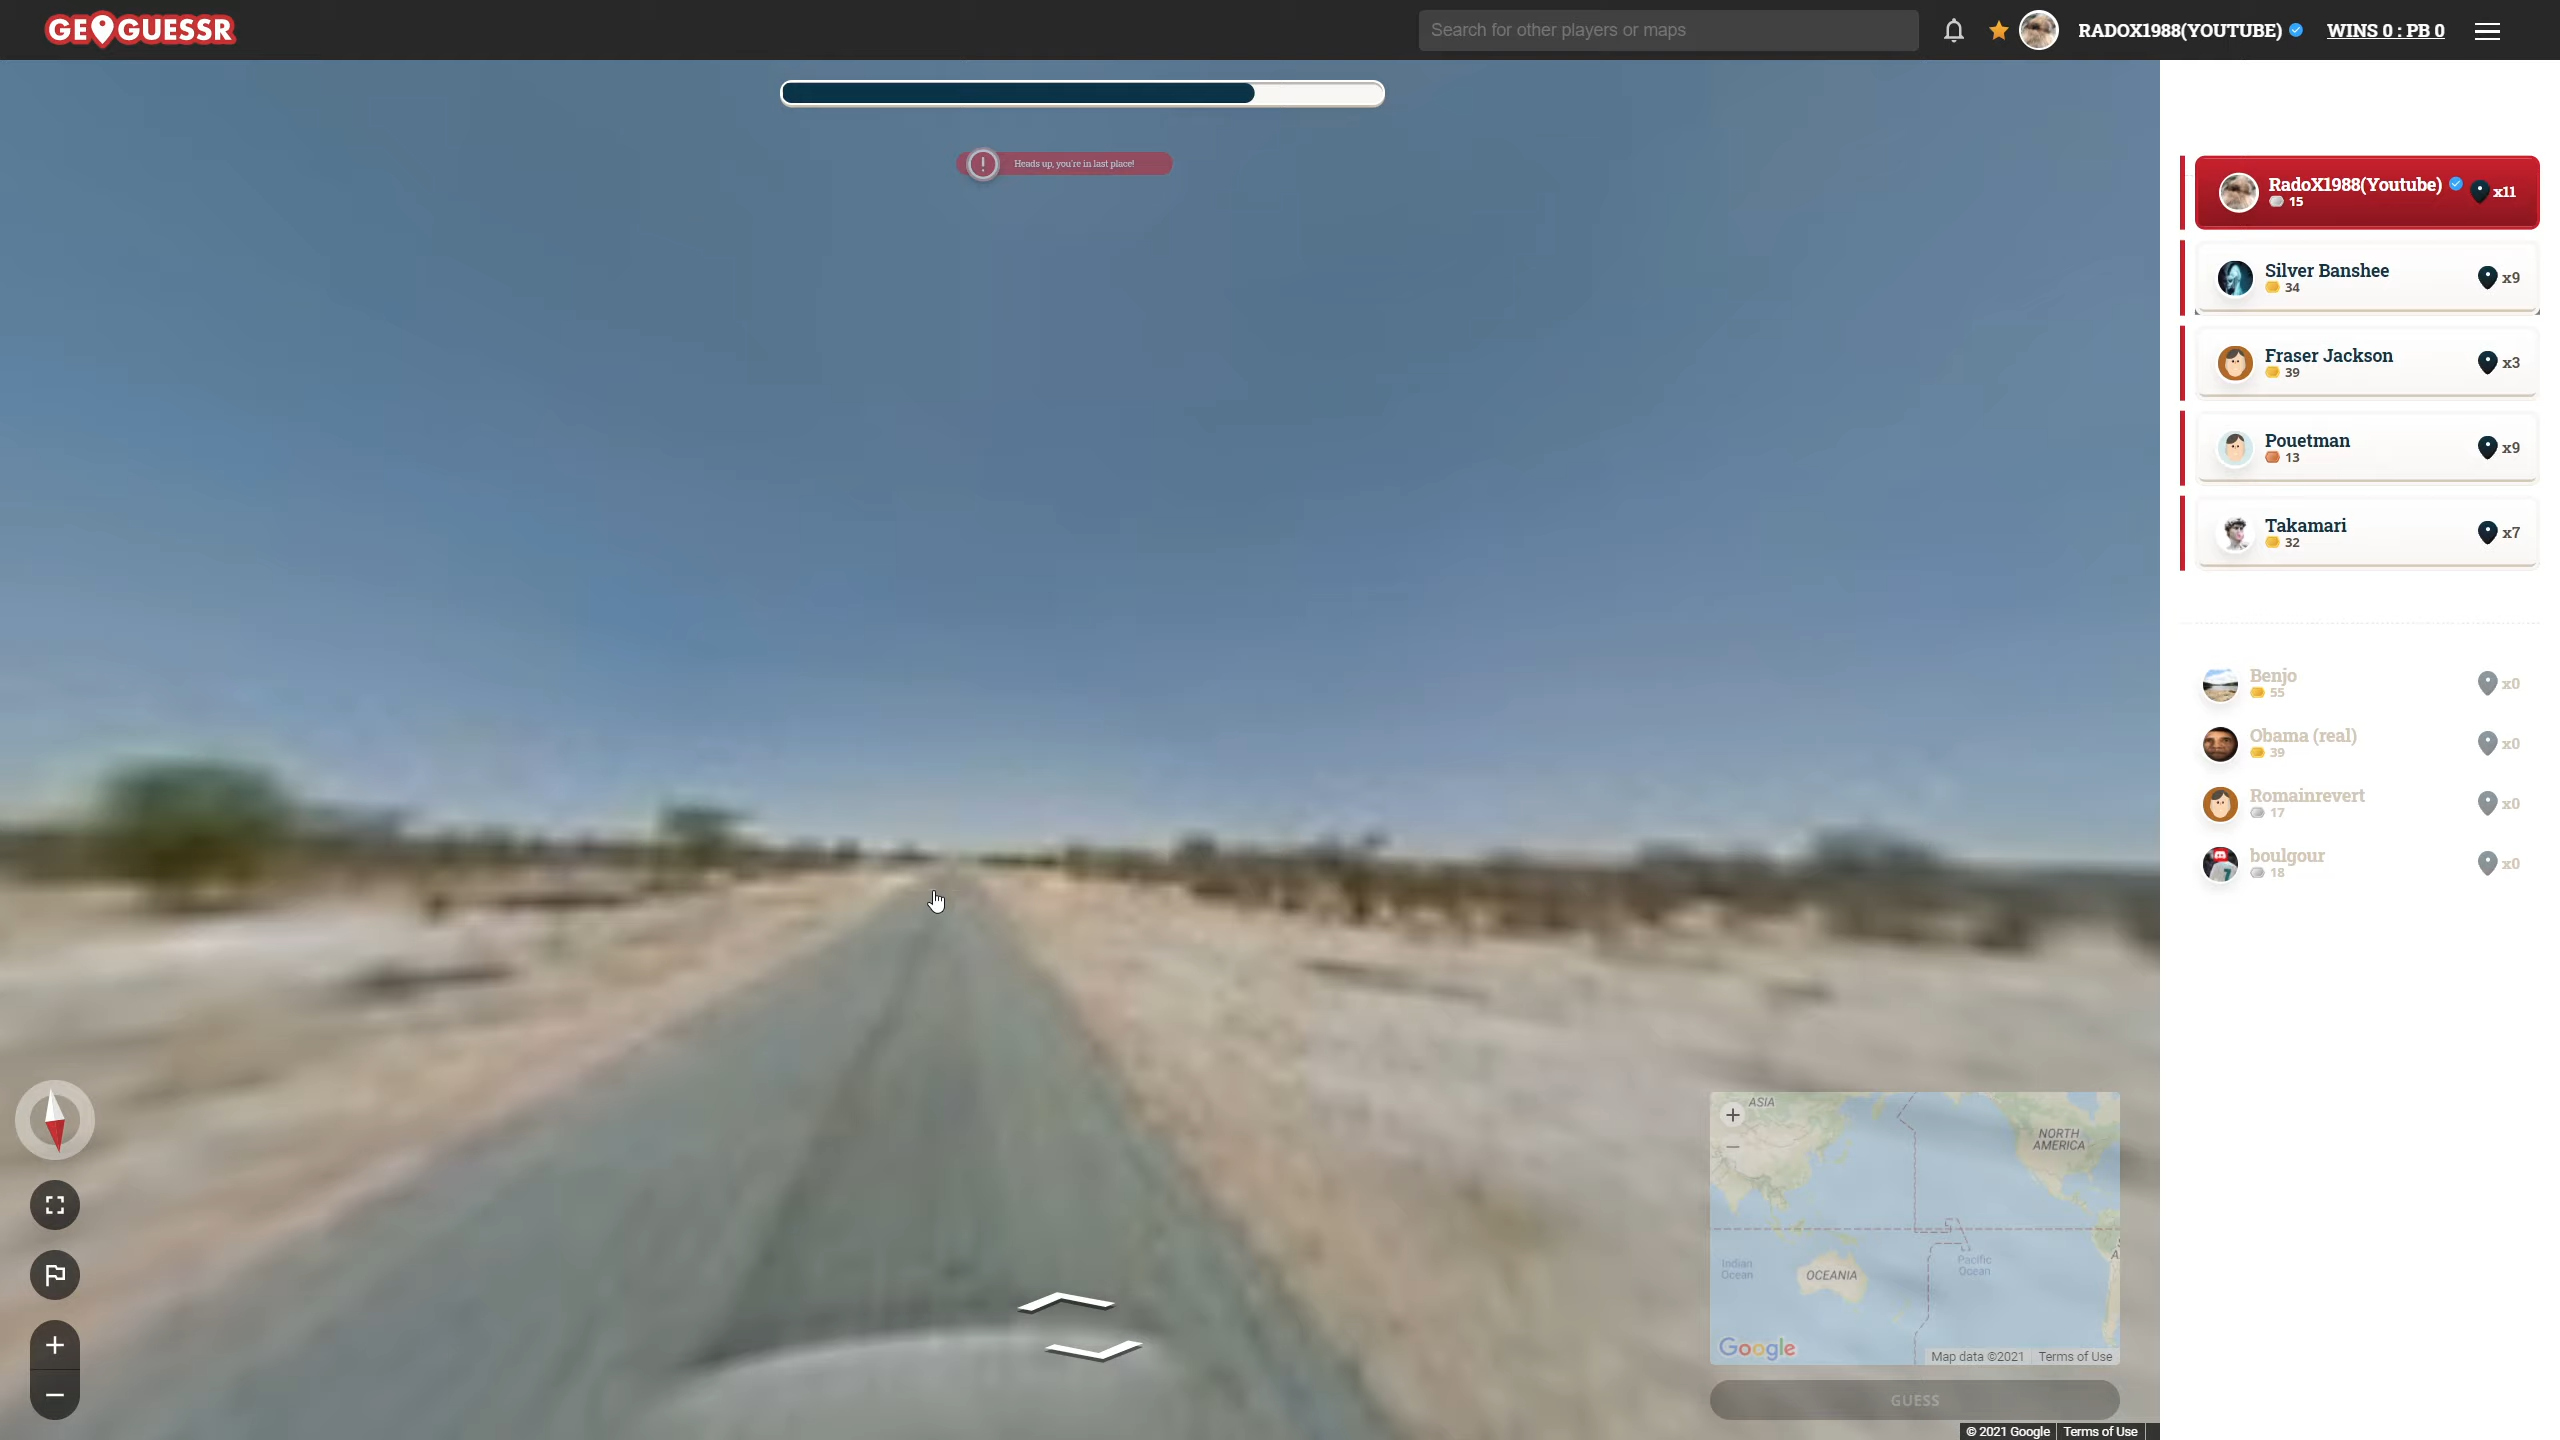 GEOGUESSR
Search for other players or maps
RADOX1988(YOUTUBE)
WINS 0 : PB 0
Heads up, you're in last place!
RadoX1988(Youtube)
15
x11
Silver Banshee
34
x9
Fraser Jackson
39
x3
Pouetman
13
x9
Takamari
32
x7
Benjo
55
x0
Obama (real)
39
x0
Romainrevert
17
x0
boulgour
18
x0
ASIA
NORTH
AMERICA
Indian
Ocean
OCEANIA
Pacific
Ocean
A
Google
Map data ©2021
Terms of Use
GUESS
© 2021 Google
Terms of Use